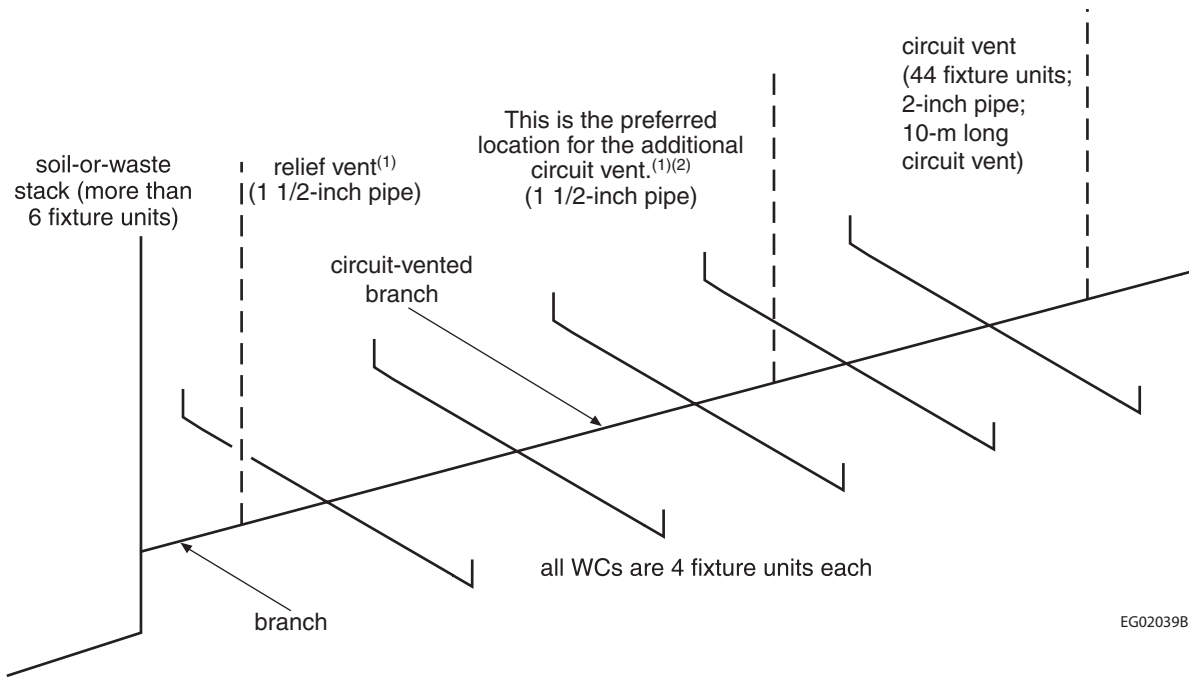 soil-or-waste
stack (more than
6 fixture units)
relief vent(1)
(1 1/2-inch pipe)
This is the preferred
location for the additional
circuit vent.(1)(2)
(1 1/2-inch pipe)
circuit vent
(44 fixture units;
2-inch pipe;
10-m long
circuit vent)
circuit-vented
branch
all WCs are 4 fixture units each
branch
EG02039B